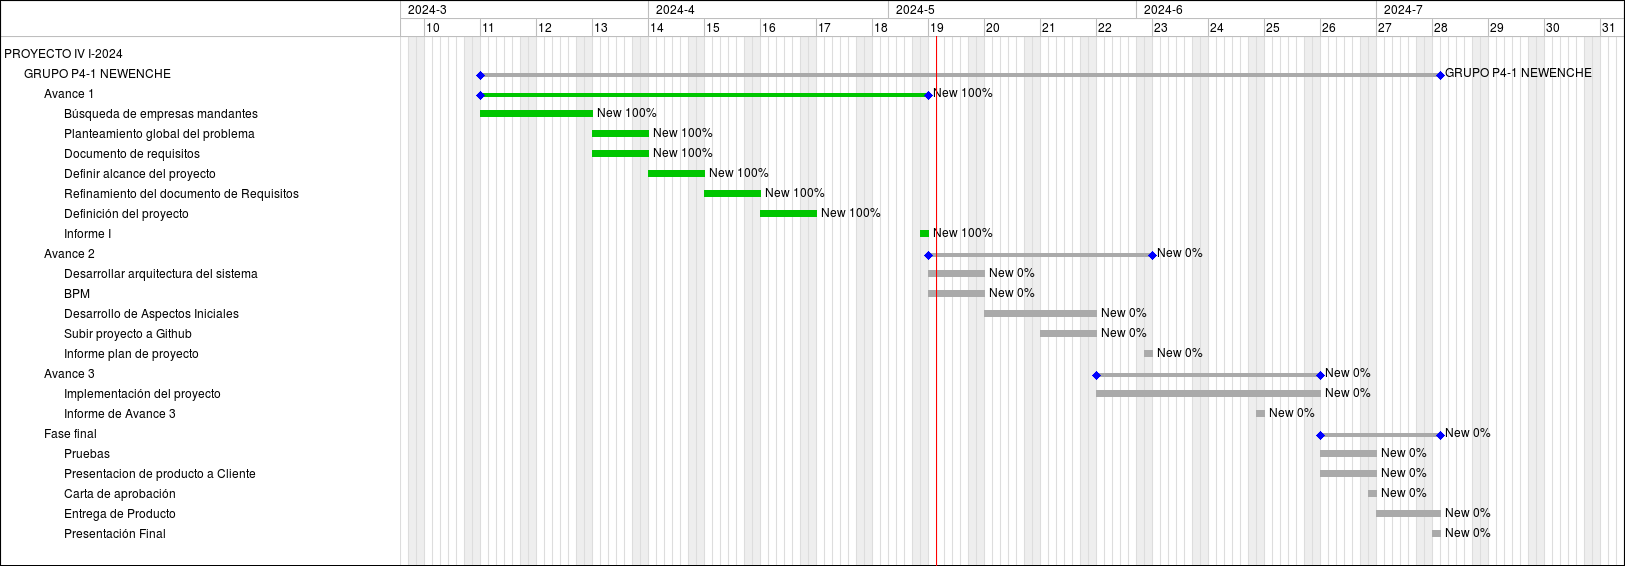 2024-3 2024-4 2024-5 2024-6 2024-7
10 11 12 13 14 15 16 17 18 19 20 21 22 23 24 25 26 27 28 29 30 31
PROYECTO IV I-2024
GRUPO P4-1 NEWENCHE GRUPO P4-1 NEWENCHE
Avance 1 New 100%
Búsqueda de empresas mandantes New 100%
Planteamiento global del problema New 100%
Documento de requisitos New 100%
Definir alcance del proyecto New 100%
Refinamiento del documento de Requisitos New 100%
Definición del proyecto New 100%
Informe I New 100%
Avance 2 New 0%
Desarrollar arquitectura del sistema New 0%
BPM New 0%
Desarrollo de Aspectos Iniciales New 0%
Subir proyecto a Github New 0%
Informe plan de proyecto New 0%
Avance 3 New 0%
Implementación del proyecto New 0%
Informe de Avance 3 New 0%
Fase final New 0%
Pruebas New 0%
Presentacion de producto a Cliente New 0%
Carta de aprobación New 0%
Entrega de Producto New 0%
Presentación Final New 0%